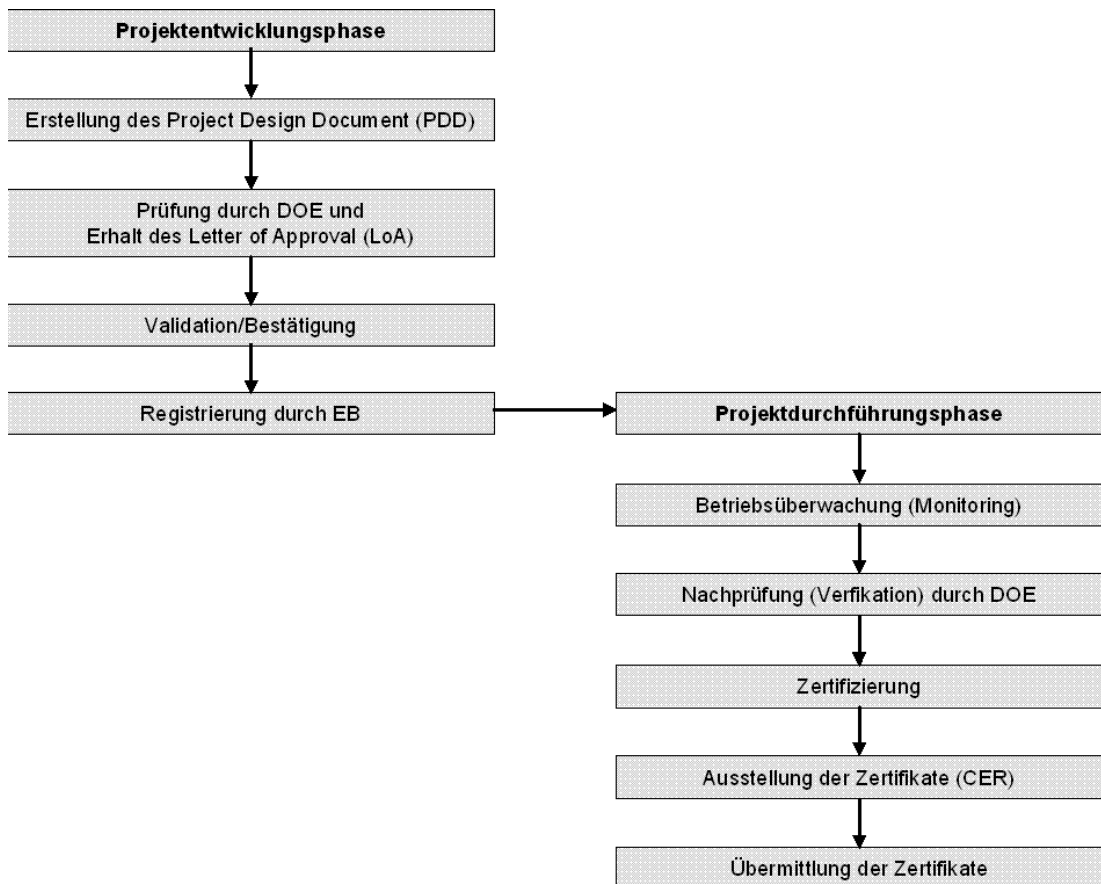 Projektentwicklungsphase
Erstellung des Project Design Document (PDD)
Prüfung durch DOE und
Erhalt des Letter of Approval (LoA)
Validation/Bestätigung
Registrierung durch EB
Projektdurchführungsphase
Betriebsüberwachung (Monitoring)
Nachprüfung (Verfikation) durch DOE
Zertifizierung
Ausstellung der Zertifikate (CER)
Übermittlung der Zertifikate